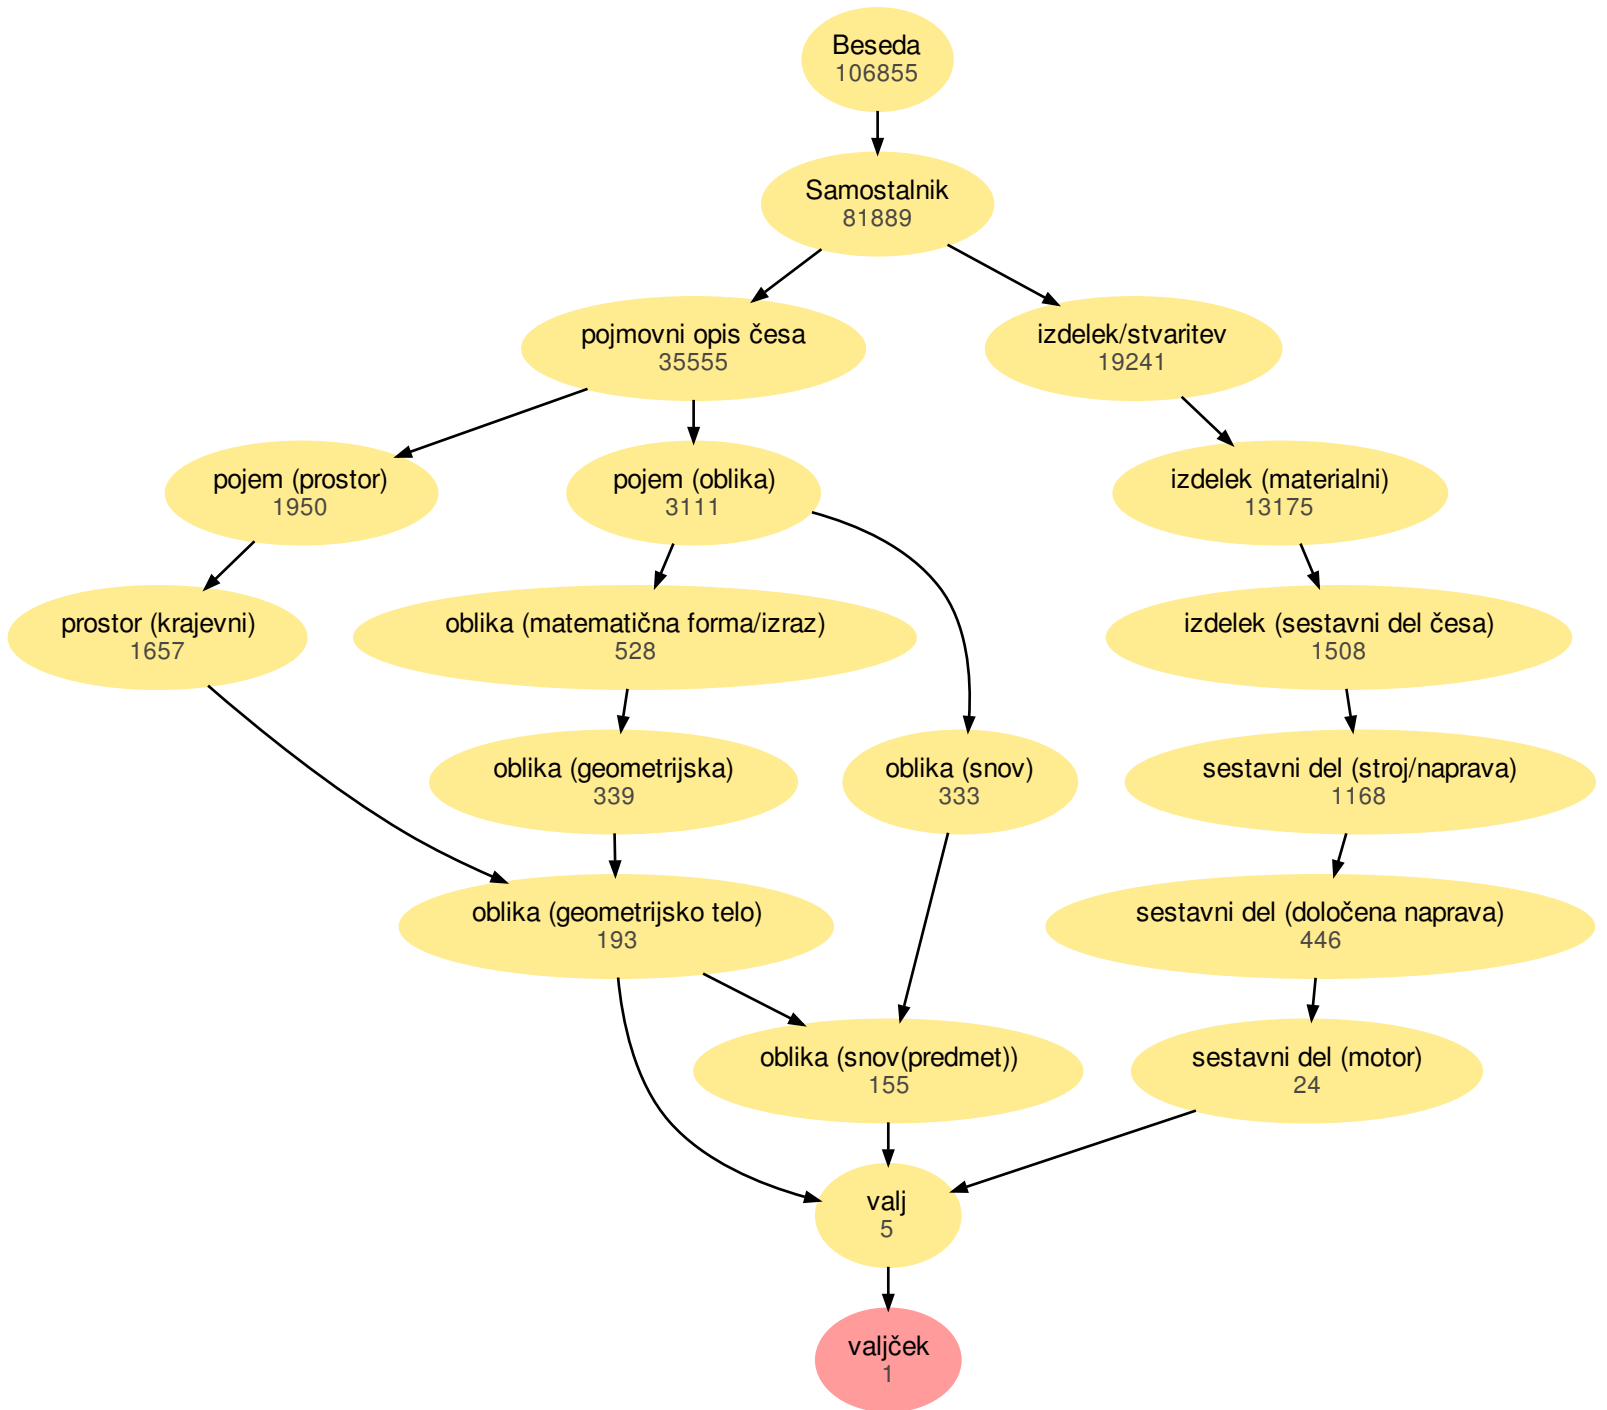 Beseda
106855
Samostalnik
81889
pojmovni opis česa
35555
izdelek/stvaritev
19241
pojem (prostor)
1950
pojem (oblika)
3111
izdelek (materialni)
13175
prostor (krajevni)
1657
oblika (matematična forma/izraz)
528
izdelek (sestavni del česa)
1508
oblika (geometrijska)
339
oblika (snov)
333
sestavni del (stroj/naprava)
1168
oblika (geometrijsko telo)
193
sestavni del (določena naprava)
446
oblika (snov(predmet))
155
sestavni del (motor)
24
valj
5
valjček
1